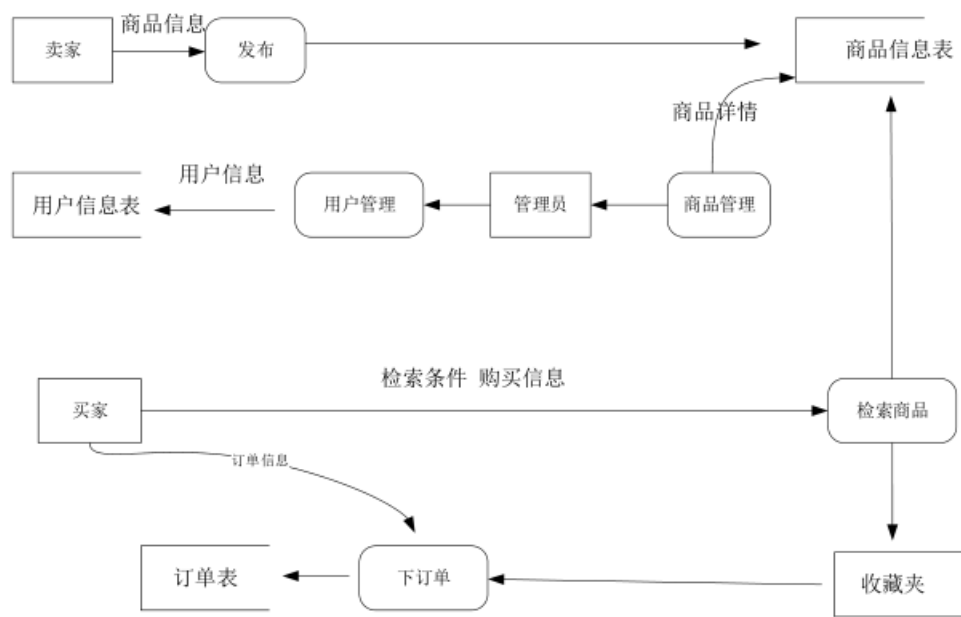 商品信息
卖家
发布
商品信息表
商品详情
用户信息
用户信息表
用户管理
管理员
商品管理
检索条件 购买信息
买家
检索商品
订单信息
订单表
下订单
收藏夹